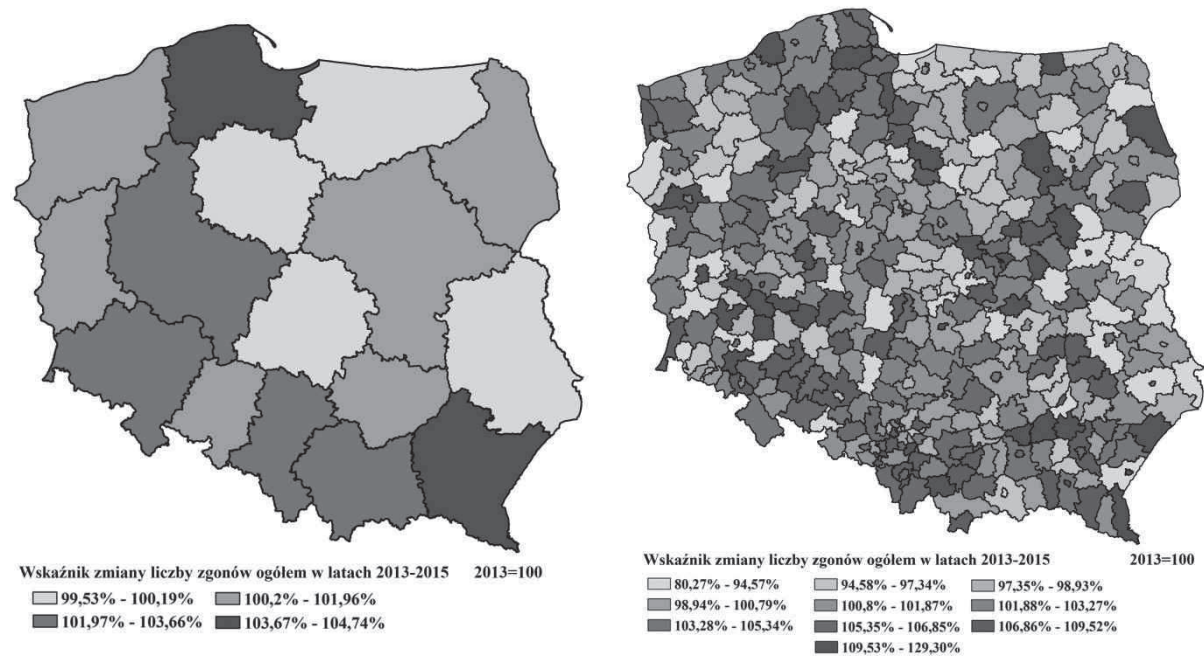 Wskaźnik zmiany liczby zgonów ogółem w latach 2013-2015 2013=100
99,53% - 100,19% 100,2% - 101,96%
101,97% - 103,66% 103,67% - 104,74%
Wskaźnik zmiany liczby zgonów ogółem w latach 2013-2015 2013=100
80,27% - 94,57% 94,58% - 97,34% 97,35% - 98,93%
98,94% - 100,79% 100,8% - 101,87% 101,88% - 103,27%
103,28% - 105,34% 105,35% - 106,85% 106,86% - 109,52%
109,53% - 129,30%